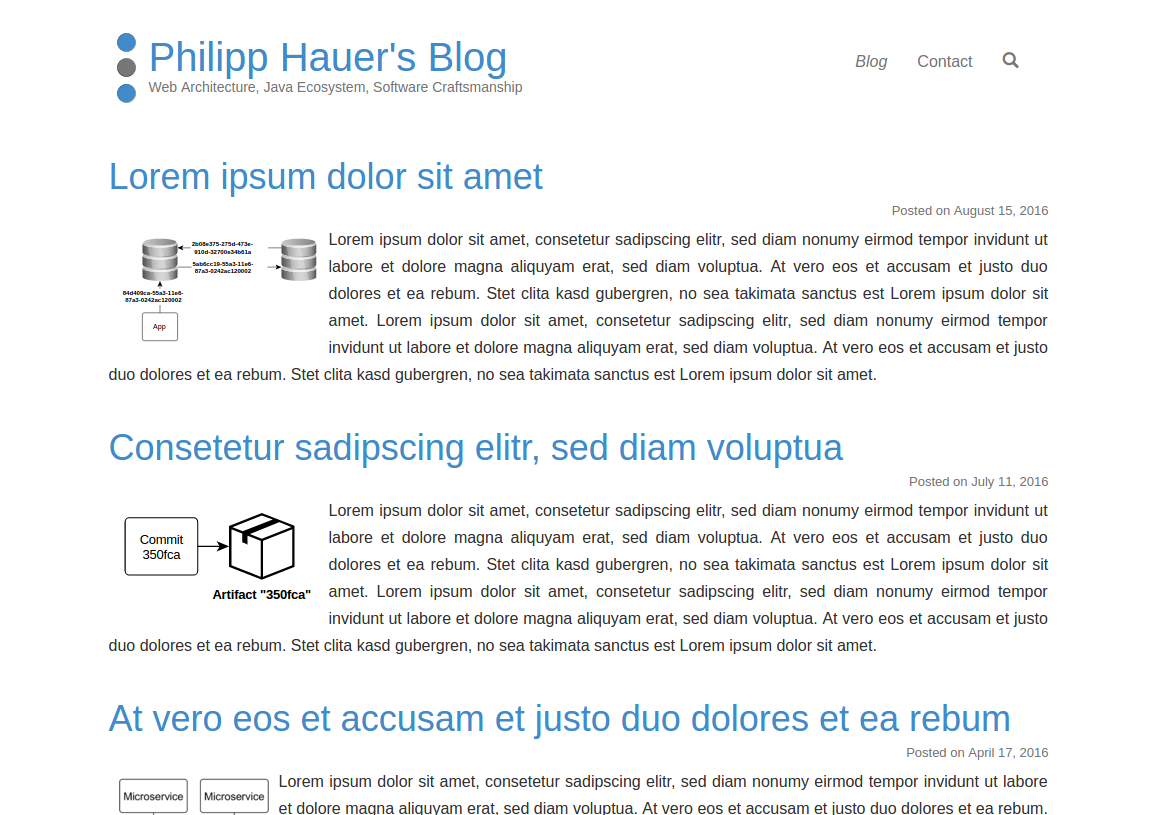 Philipp Hauer's Blog
Web Architecture, Java Ecosystem, Software Craftsmanship
Blog
Contact
Lorem ipsum dolor sit amet
Posted on August 15, 2016
2b08e375-275d-473e-
910d-32700e34b61a
5ab6cc19-55a3-11e6-
87a3-0242ac120002
84d409ca-55a3-11e6-
87a3-0242ac120002
App
Lorem ipsum dolor sit amet, consetetur sadipscing elitr, sed diam nonumy eirmod tempor invidunt ut
labore et dolore magna aliquyam erat, sed diam voluptua. At vero eos et accusam et justo duo
dolores et ea rebum. Stet clita kasd gubergren, no sea takimata sanctus est Lorem ipsum dolor sit
amet. Lorem ipsum dolor sit amet, consetetur sadipscing elitr, sed diam nonumy eirmod tempor
invidunt ut labore et dolore magna aliquyam erat, sed diam voluptua. At vero eos et accusam et justo
duo dolores et ea rebum. Stet clita kasd gubergren, no sea takimata sanctus est Lorem ipsum dolor sit amet.
Consetetur sadipscing elitr, sed diam voluptua
Posted on July 11, 2016
Commit
350fca
Artifact "350fca"
Lorem ipsum dolor sit amet, consetetur sadipscing elitr, sed diam nonumy eirmod tempor invidunt ut
labore et dolore magna aliquyam erat, sed diam voluptua. At vero eos et accusam et justo duo
dolores et ea rebum. Stet clita kasd gubergren, no sea takimata sanctus est Lorem ipsum dolor sit
amet. Lorem ipsum dolor sit amet, consetetur sadipscing elitr, sed diam nonumy eirmod tempor
invidunt ut labore et dolore magna aliquyam erat, sed diam voluptua. At vero eos et accusam et justo
duo dolores et ea rebum. Stet clita kasd gubergren, no sea takimata sanctus est Lorem ipsum dolor sit amet.
At vero eos et accusam et justo duo dolores et ea rebum
Posted on April 17, 2016
Microservice
Microservice
Lorem ipsum dolor sit amet, consetetur sadipscing elitr, sed diam nonumy eirmod tempor invidunt ut labore
et dolore magna aliquyam erat, sed diam voluptua. At vero eos et accusam et justo duo dolores et ea rebum.